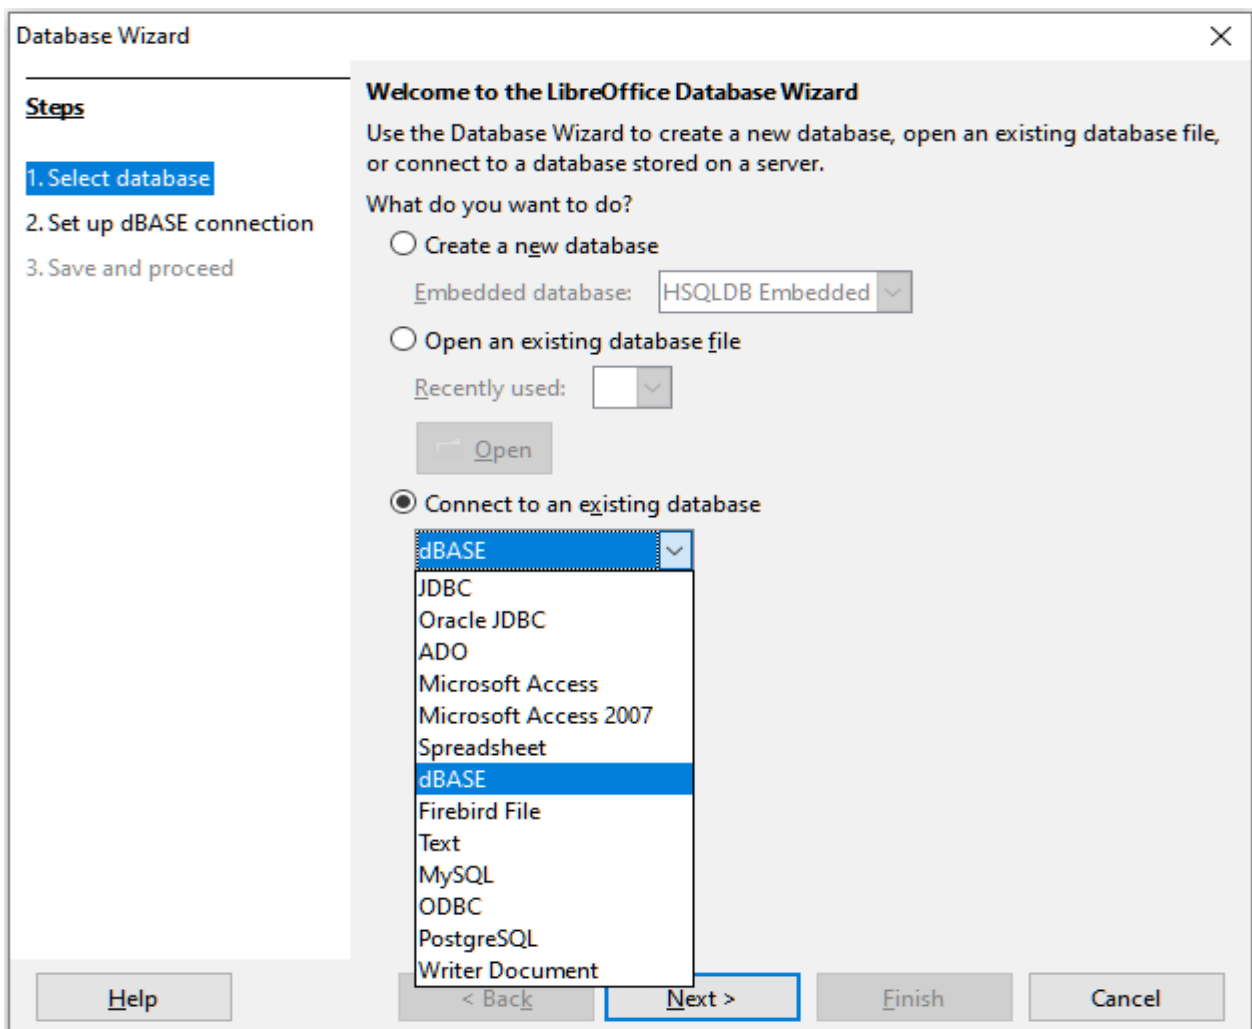 Database Wizard
Steps
1. Select database
2. Set up dBASE connection
3. Save and proceed
Welcome to the LibreOffice Database Wizard
Use the Database Wizard to create a new database, open an existing database file,
or connect to a database stored on a server.
What do you want to do?
Create a new database
Embedded database: HSQLDB Embedded
Open an existing database file
Recently used:
Open
Connect to an existing database
dBASE
JDBC
Oracle JDBC
ADO
Microsoft Access
Microsoft Access 2007
Spreadsheet
dBASE
Firebird File
Text
MySQL
ODBC
PostgreSQL
Writer Document
Help < Back Next > Finish Cancel